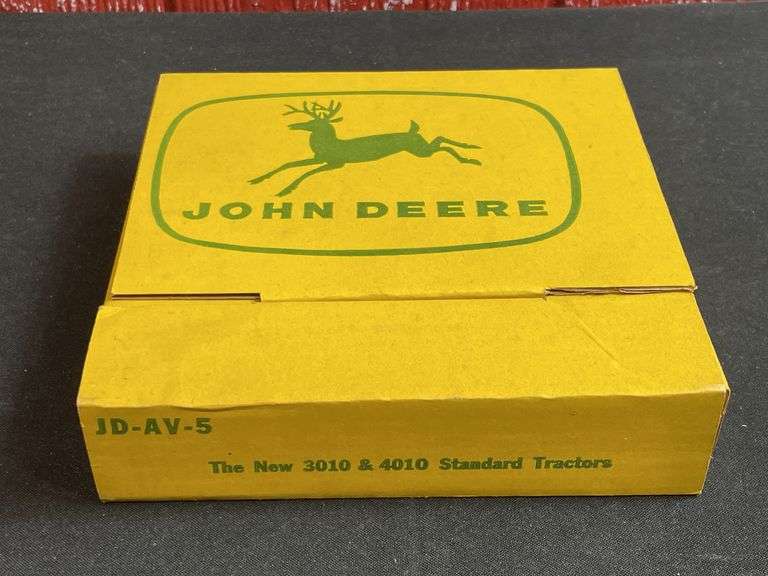 JOHN DEERE
JD-AV-5
The New 3010 & 4010 Standard Tractors